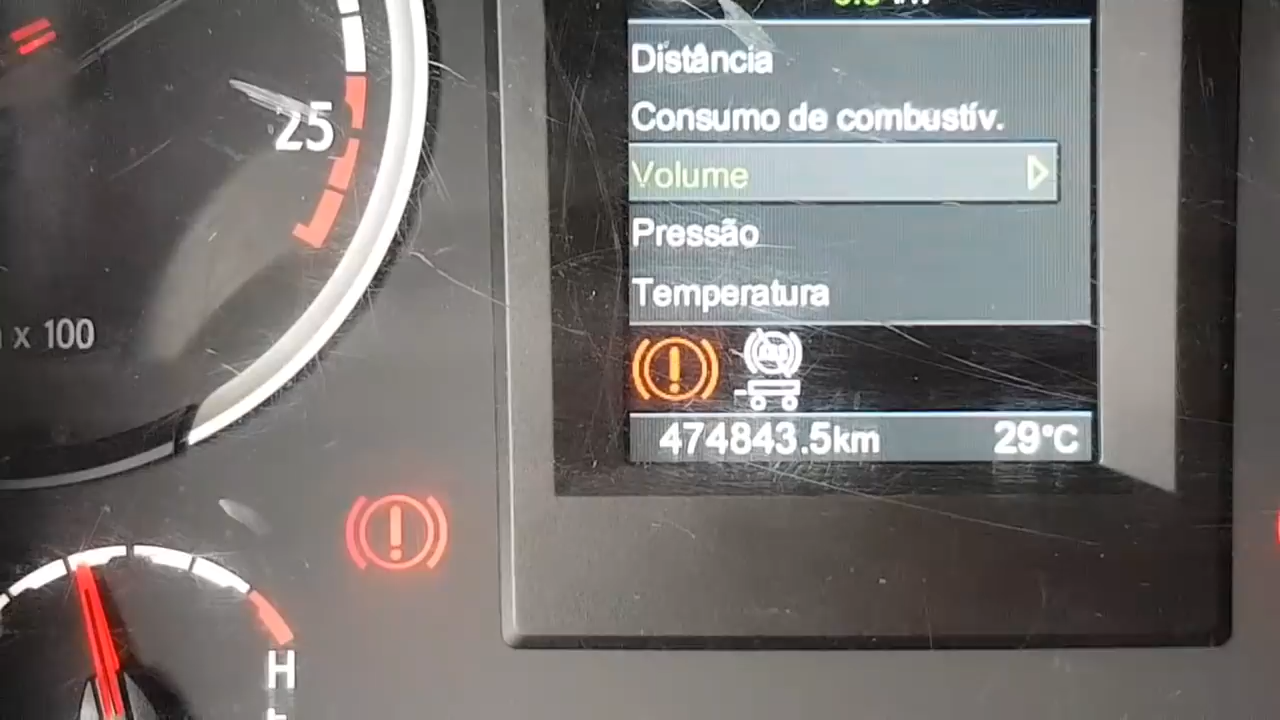 Distância
Consumo de combustív.
Volume
Pressão
Temperatura
474843.5km 29°C
25
x 100
H